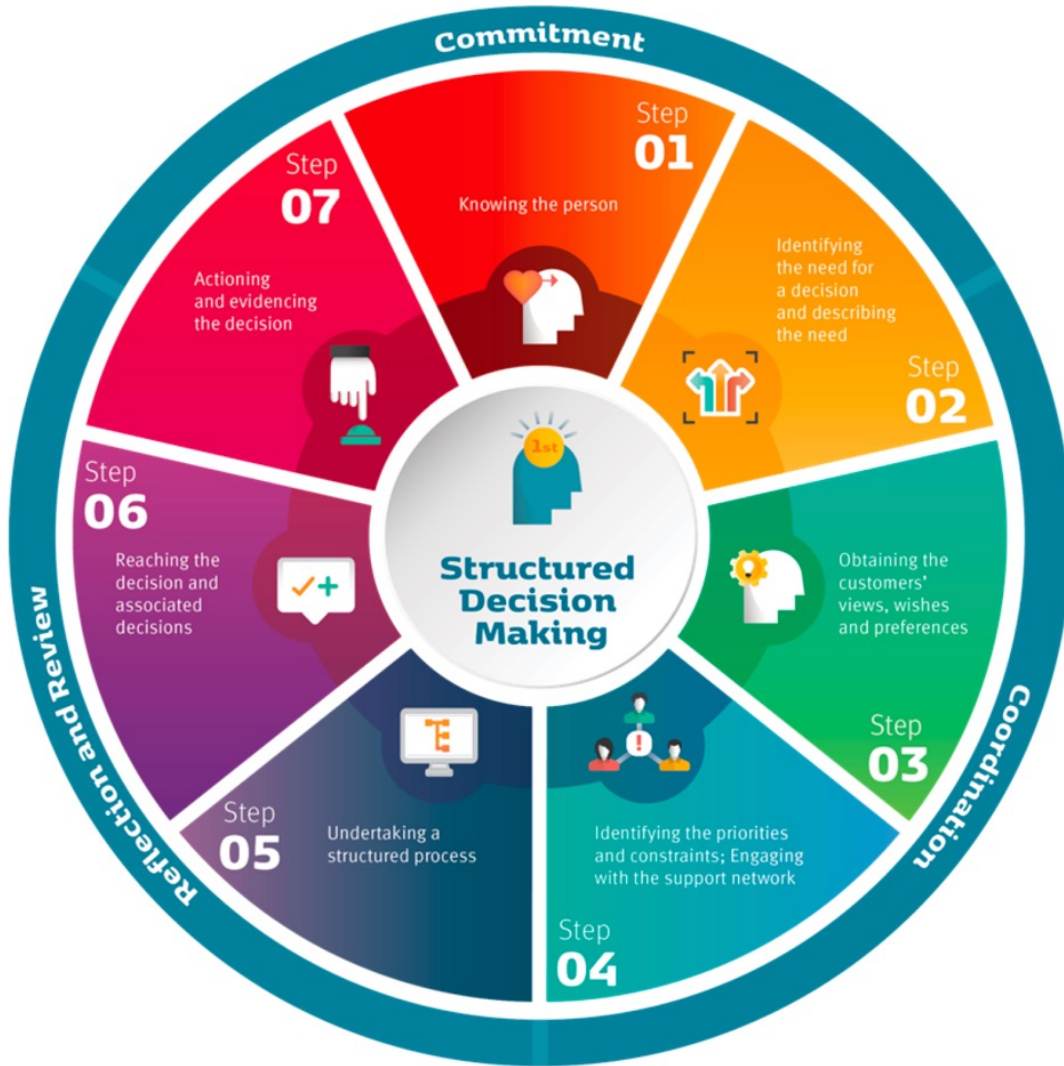 Commitment
Step
01
Knowing the person
Step
02
Identifying
the need for
a decision
and describing
the need
Step
03
Obtaining the
customers'
views, wishes
and preferences
Coordination
Step
04
Identifying the priorities
and constraints; Engaging
with the support network
Step
05
Undertaking a
structured process
Step
06
Reaching the
decision and
associated
decisions
Reflection and Review
Step
07
Actioning
and evidencing
the decision
1st
Structured
Decision
Making